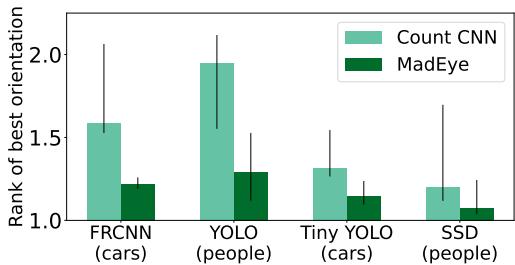 Rank of best orientation
2.0
1.5
1.0
Count CNN
MadEye
FRCNN
(cars)
YOLO
(people)
Tiny YOLO
(cars)
SSD
(people)